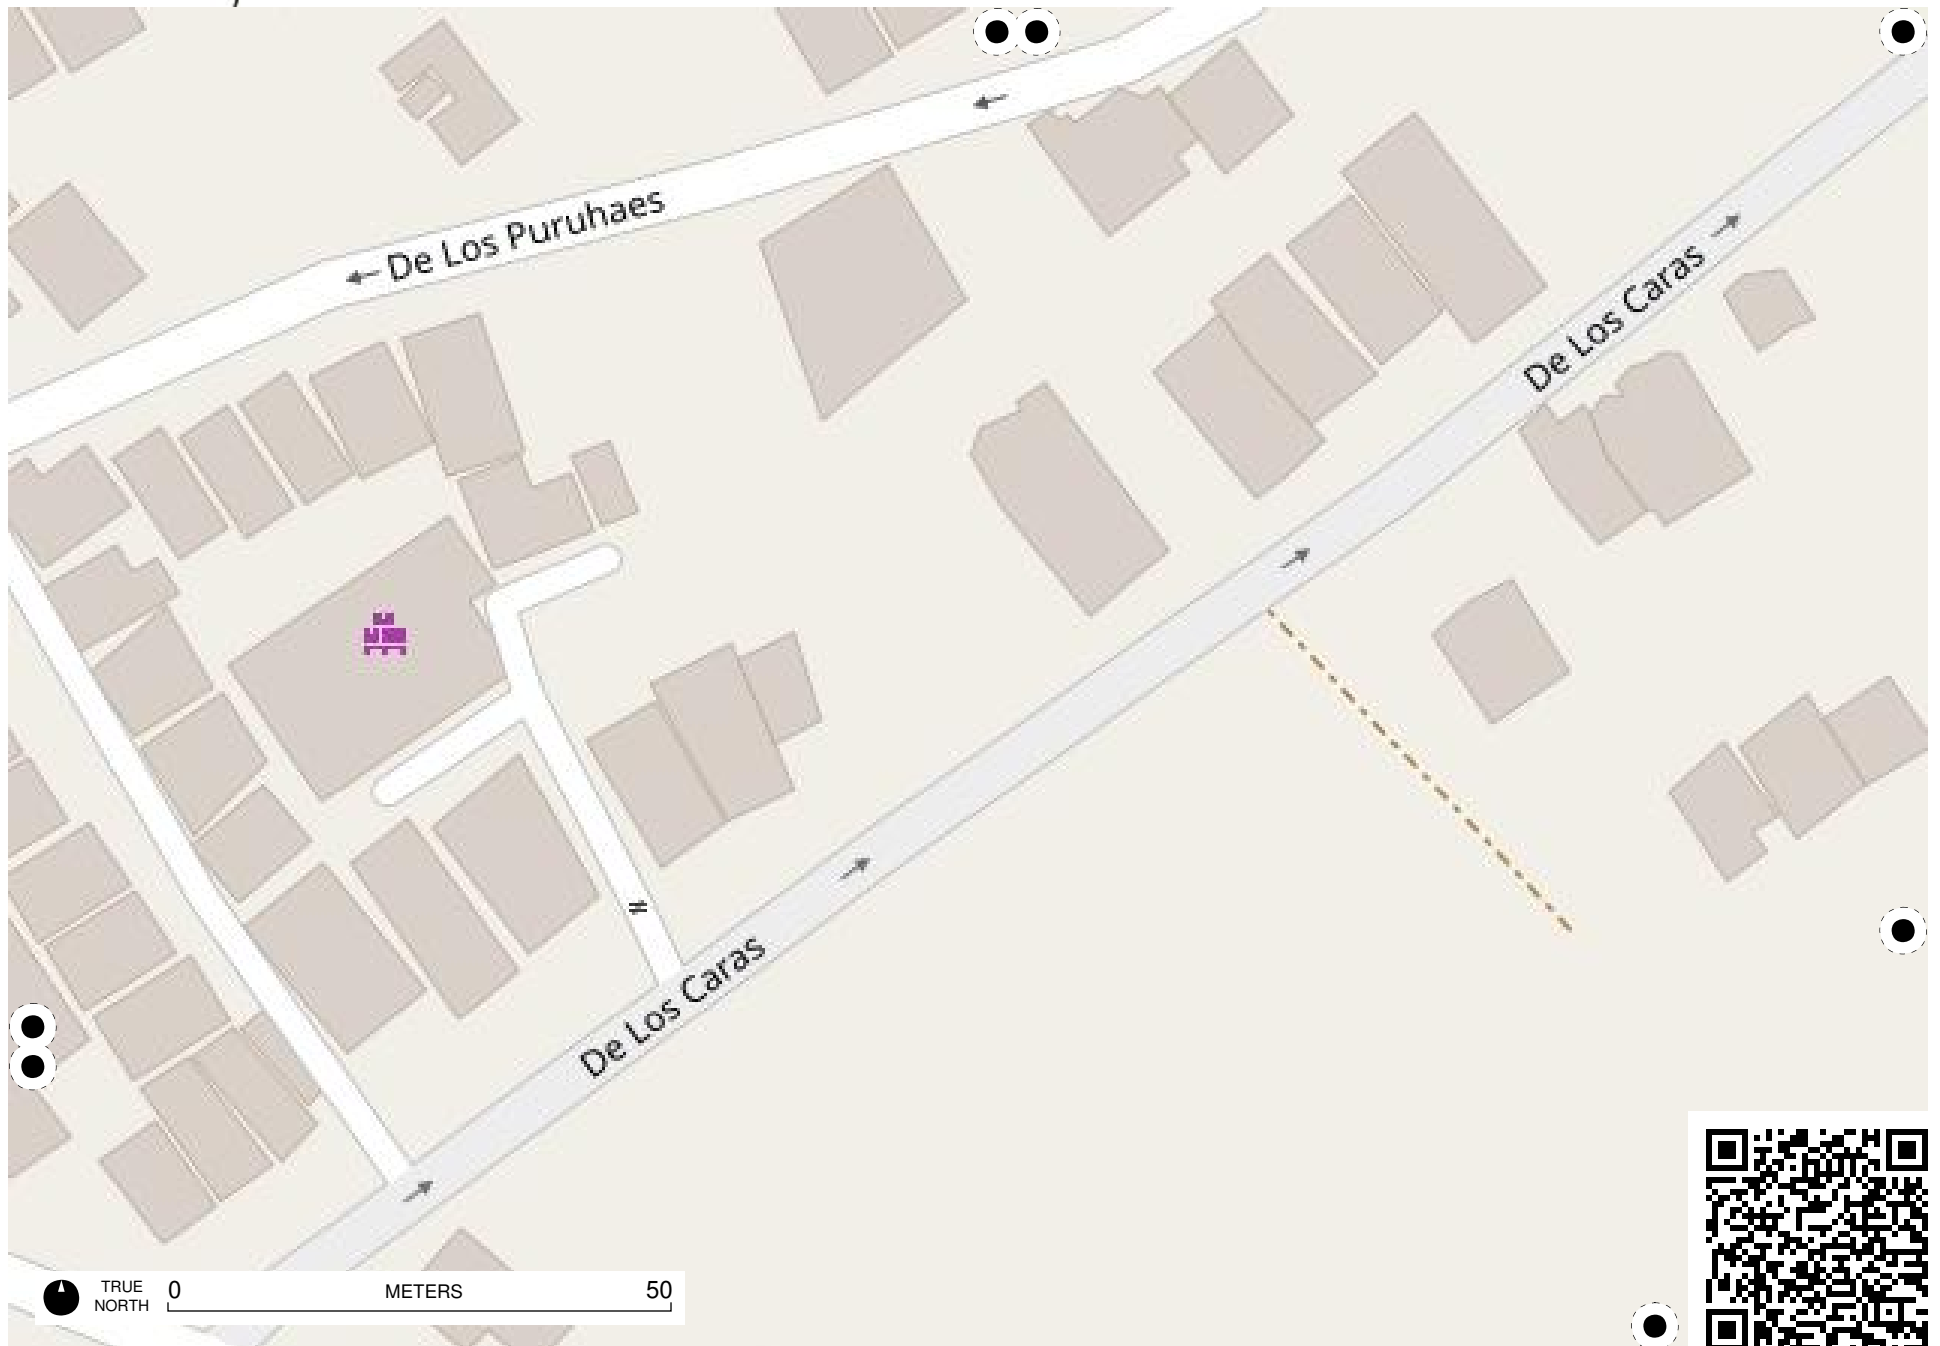 De Los Puruhaes
De Los Caras
De Los Caras
TRUE
NORTH
0 METERS 50